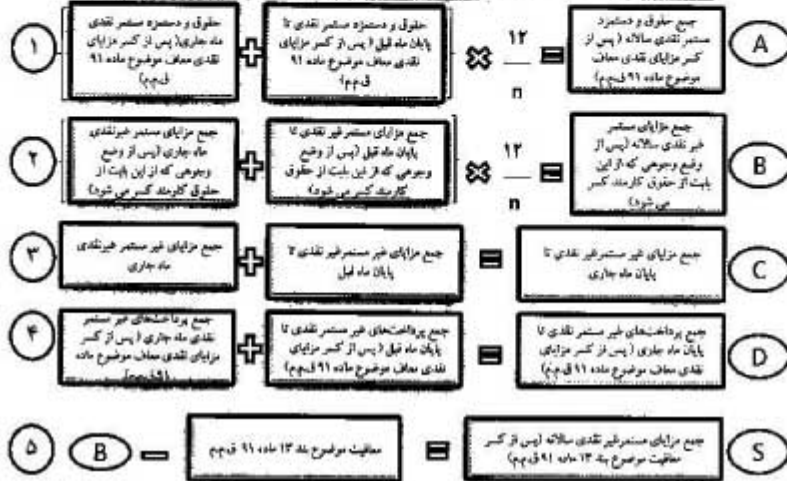 ۱
حقوق و دستمزد مستمر نقدی
ماه جاری( پس از کسر مزایای
نقدی معاف موضوع ماده ۹۱
ق.م.م)
+
حقوق و دستمزد مستمر نقدی تا
پایان ماه قبل ( پس از کسر مزایای
نقدی معاف موضوع ماده ۹۱
ق.م.م)
×
۱۲
n
=
جمع حقوق و دستمزد
مستمر نقدی سالانه ( پس از
کسر مزایای نقدی معاف
موضوع ماده ۹۱ ق.م.م)
A
۲
جمع مزایای مستمر غیرنقدی
ماه جاری (پس از وضع
وجوهی که از این بابت از
حقوق کارمند کسر می شود)
+
جمع مزایای مستمر غیر نقدی تا
پایان ماه قبل (پس از وضع
وجوهی که از این بابت از حقوق
کارمند کسر می شود)
×
۱۲
n
=
جمع مزایای مستمر
غیر نقدی سالانه (پس از
وضع وجوهی که از این
بابت از حقوق کارمند کسر
می شود)
B
۳
جمع مزایای غیر مستمر غیرنقدی
ماه جاری
+
جمع مزایای غیر مستمرغیر نقدی تا
پایان ماه قبل
=
جمع مزایای غیر مستمرغیر نقدی تا
پایان ماه جاری
C
۴
جمع پرداخت‌های غیر مستمر
نقدی ماه جاری ( پس از کسر
مزایای نقدی معاف موضوع ماده
۹۱ ق.م.م)
+
جمع پرداخت‌های غیر مستمر نقدی تا
پایان ماه قبل ( پس از کسر مزایای
نقدی معاف موضوع ماده ۹۱ ق.م.م)
=
جمع پرداخت‌های غیر مستمر نقدی تا
پایان ماه جاری ( پس از کسر مزایای
نقدی معاف موضوع ماده ۹۱ ق.م.م)
D
۵
B
−
معافیت موضوع بند ۱۳ ماده ۹۱ ق.م.م
=
جمع مزایای مستمرغیر نقدی سالانه (پس از کسر
معافیت موضوع بند ۱۳ ماده ۹۱ ق.م.م)
S